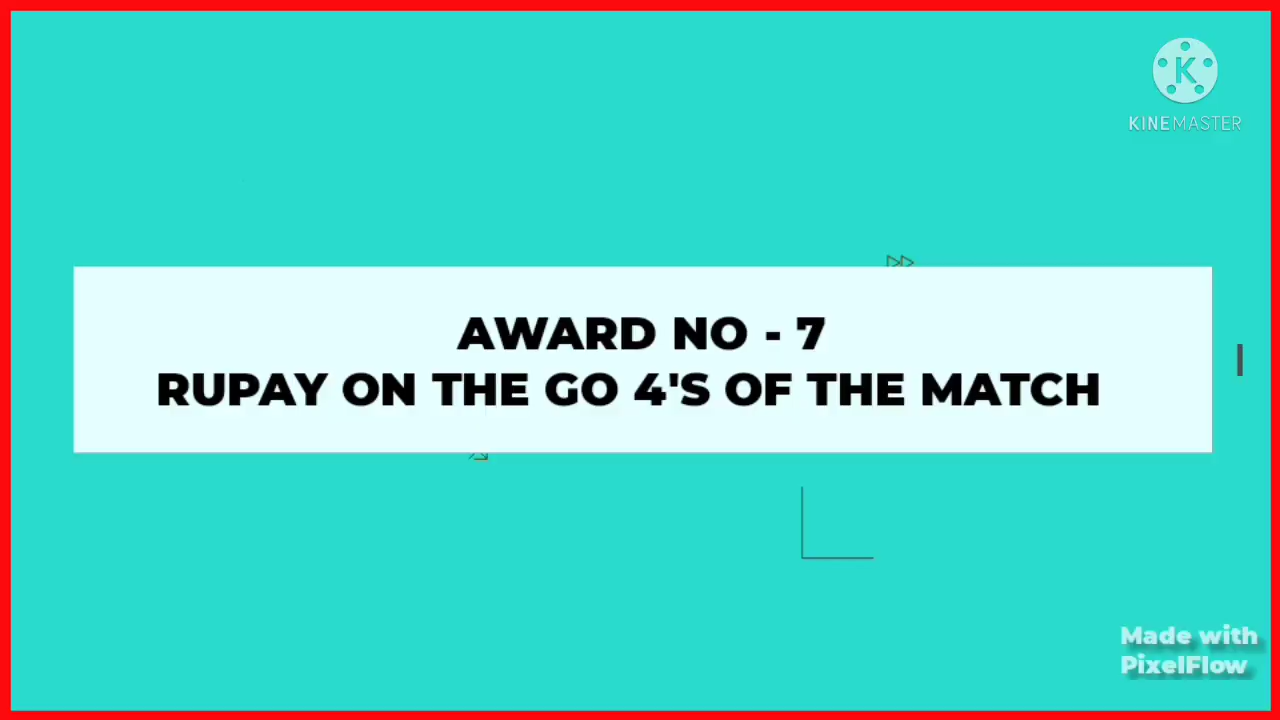 K
KINEMASTER
AWARD NO - 7
RUPAY ON THE GO 4'S OF THE MATCH
Made with
PixelFlow